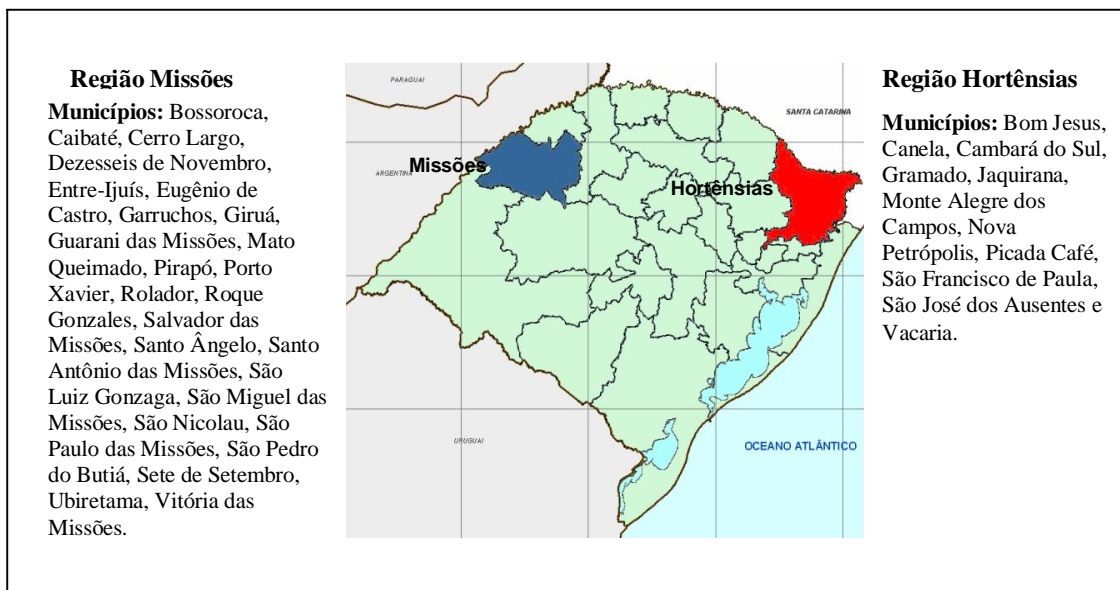 Região Missões
Municípios: Bossoroca,
Caibaté, Cerro Largo,
Dezesseis de Novembro,
Entre-Ijuís, Eugênio de
Castro, Garruchos, Giruá,
Guarani das Missões, Mato
Queimado, Pirapó, Porto
Xavier, Rolador, Roque
Gonzales, Salvador das
Missões, Santo Ângelo, Santo
Antônio das Missões, São
Luiz Gonzaga, São Miguel das
Missões, São Nicolau, São
Paulo das Missões, São Pedro
do Butiá, Sete de Setembro,
Ubiretama, Vitória das
Missões.
PARAGUAI
SANTA CATARINA
Missões
ARGENTINA
Hortênsias
URUGUAI
OCEANO ATLÂNTICO
Região Hortênsias
Municípios: Bom Jesus,
Canela, Cambará do Sul,
Gramado, Jaquirana,
Monte Alegre dos
Campos, Nova
Petrópolis, Picada Café,
São Francisco de Paula,
São José dos Ausentes e
Vacaria.